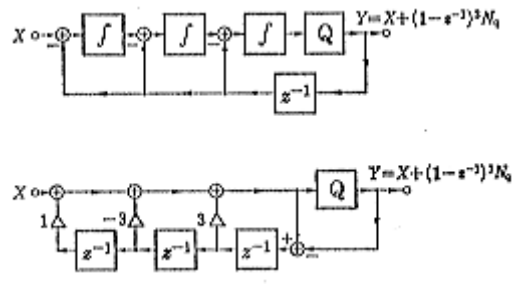 X ∫ ∫ ∫ Q Y=X+(1-z⁻¹)³N_q
z⁻¹
X Q Y=X+(1-z⁻¹)³N_q
1 -3 3 +
z⁻¹ z⁻¹ z⁻¹ -